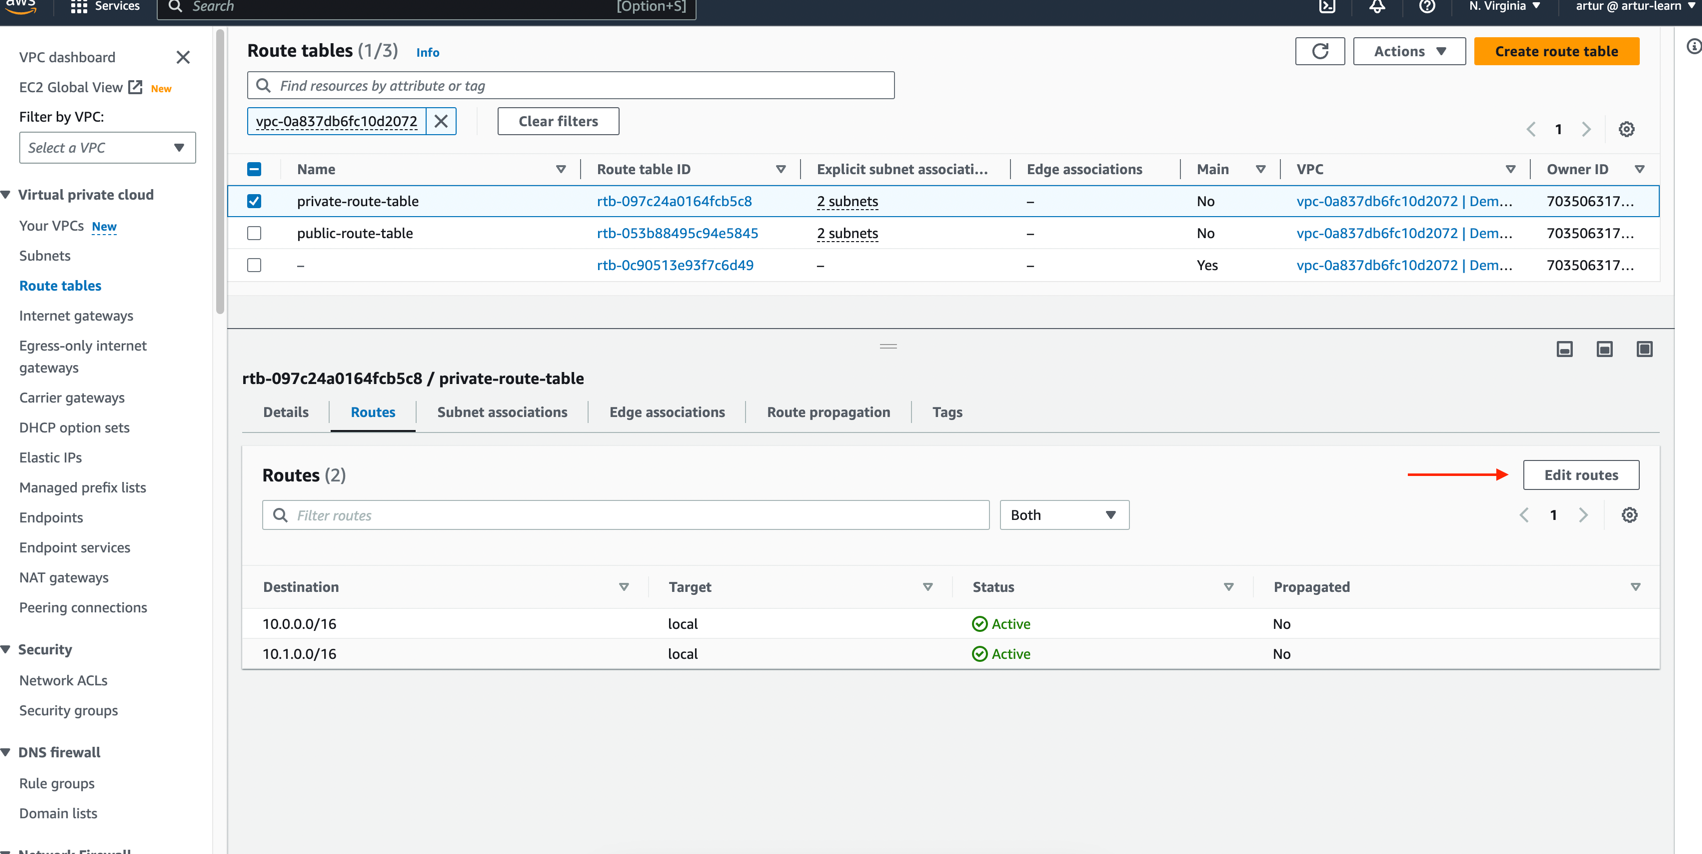 aws
Services
Search
[Option+S]
N. Virginia
artur @ artur-learn
VPC dashboard
EC2 Global View New
Filter by VPC:
Select a VPC
Virtual private cloud
Your VPCs New
Subnets
Route tables
Internet gateways
Egress-only internet
gateways
Carrier gateways
DHCP option sets
Elastic IPs
Managed prefix lists
Endpoints
Endpoint services
NAT gateways
Peering connections
Security
Network ACLs
Security groups
DNS firewall
Rule groups
Domain lists
Network Firewall
Route tables (1/3) Info
Actions
Create route table
Find resources by attribute or tag
vpc-0a837db6fc10d2072
Clear filters
1
Name Route table ID Explicit subnet associati... Edge associations Main VPC Owner ID
private-route-table rtb-097c24a0164fcb5c8 2 subnets – No vpc-0a837db6fc10d2072 | Dem... 703506317...
public-route-table rtb-053b88495c94e5845 2 subnets – No vpc-0a837db6fc10d2072 | Dem... 703506317...
– rtb-0c90513e93f7c6d49 – – Yes vpc-0a837db6fc10d2072 | Dem... 703506317...
rtb-097c24a0164fcb5c8 / private-route-table
Details Routes Subnet associations Edge associations Route propagation Tags
Routes (2)
Edit routes
Filter routes
Both
1
Destination Target Status Propagated
10.0.0.0/16 local Active No
10.1.0.0/16 local Active No